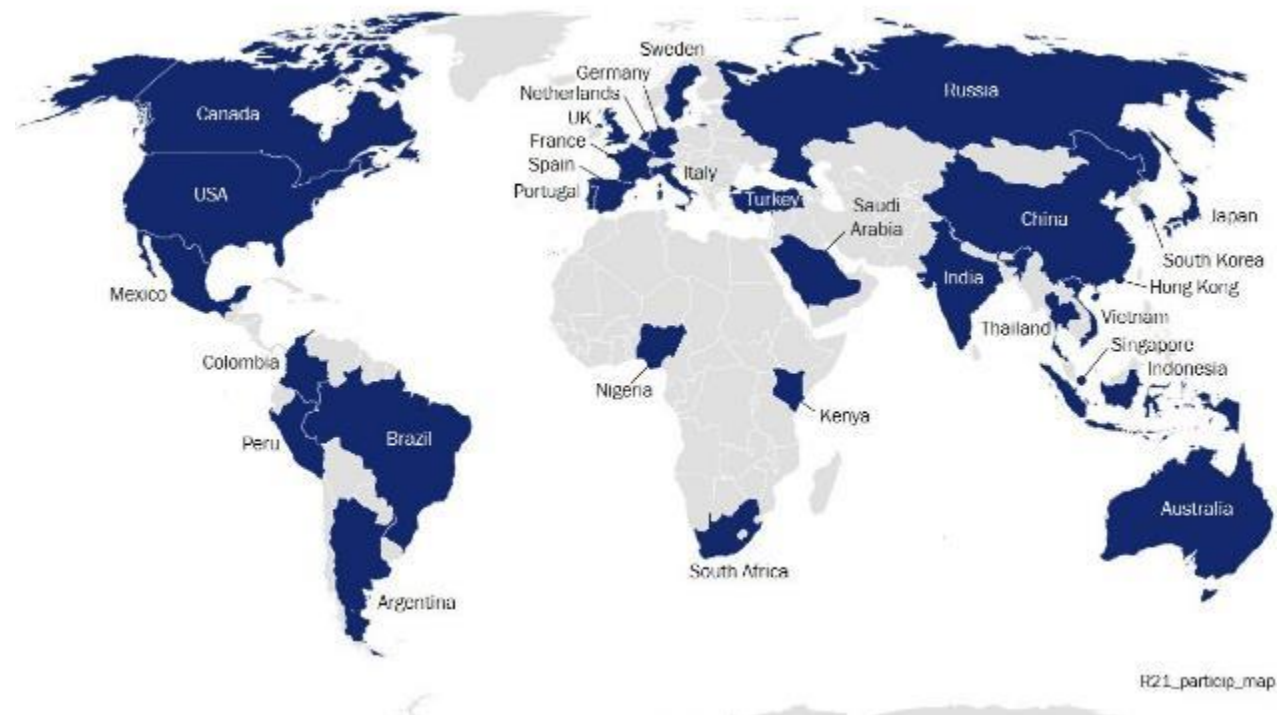 Sweden
Germany
Netherlands
UK
France
Spain
Portugal
Italy
Turkey
Russia
Canada
USA
Mexico
Saudi
Arabia
China
Japan
South Korea
Hong Kong
India
Thailand
Vietnam
Singapore
Indonesia
Colombia
Peru
Brazil
Argentina
Nigeria
Kenya
South Africa
Australia
R21_particip_map